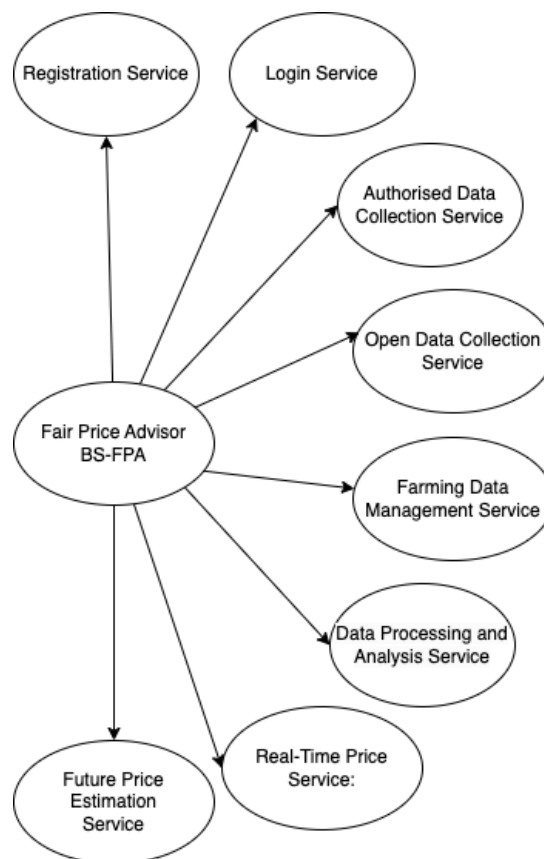 Registration Service
Login Service
Authorised Data
Collection Service
Open Data Collection
Service
Fair Price Advisor
BS-FPA
Farming Data
Management Service
Data Processing and
Analysis Service
Real-Time Price
Service:
Future Price
Estimation
Service